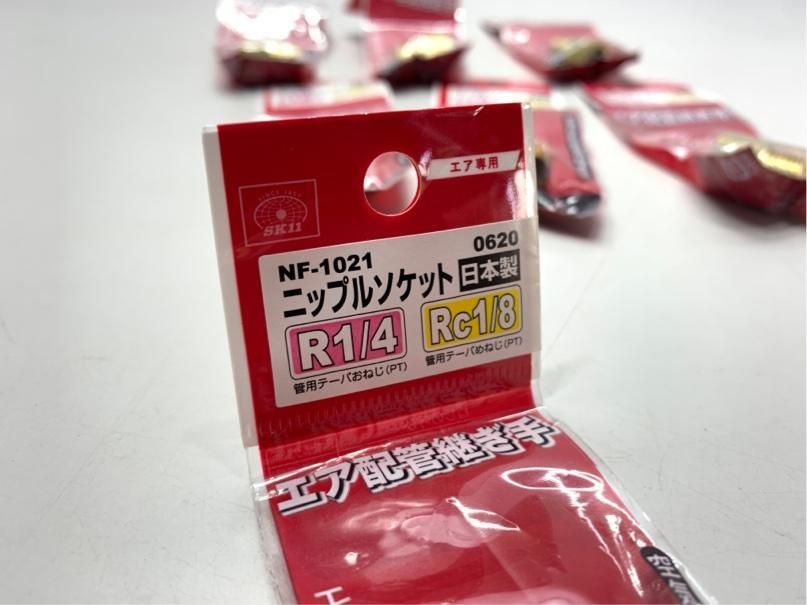 エア専用
SINCE 1977
SK11
NF-1021
0620
ニップルソケット
日本製
R1/4
Rc1/8
管用テーパおねじ(PT)
管用テーパめねじ(PT)
エア配管継ぎ手
エ